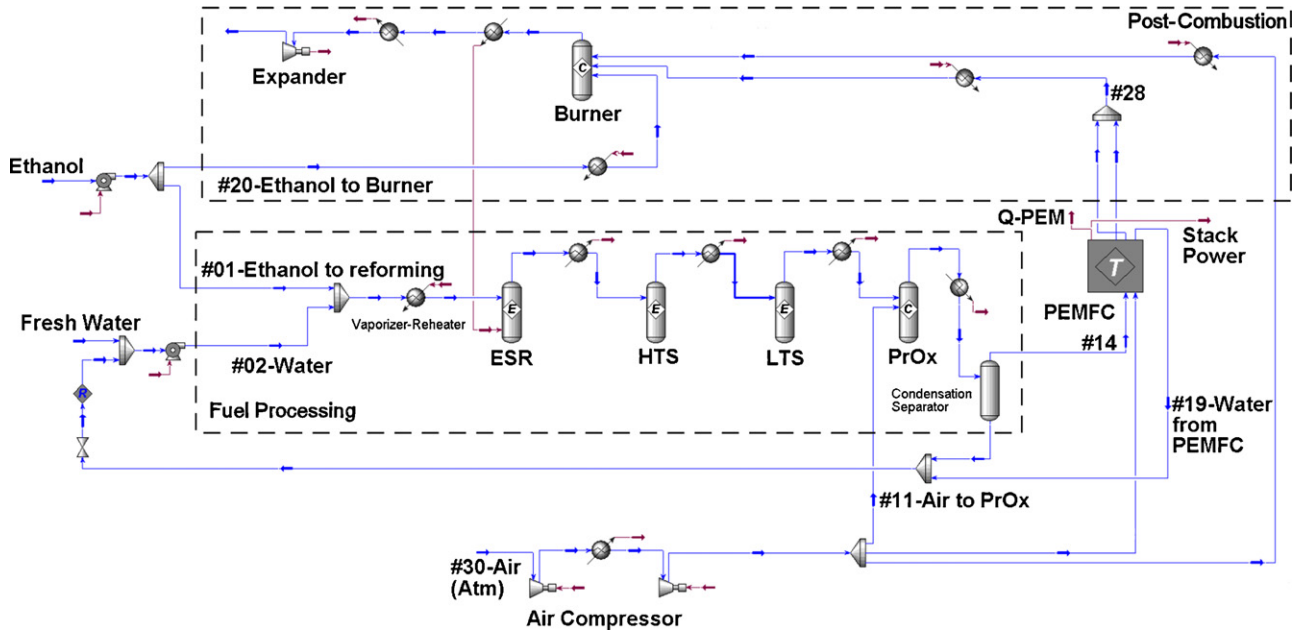 Post-Combustion
Expander
Burner
C
#28
Ethanol
#20-Ethanol to Burner
Q-PEM
Stack
Power
T
PEMFC
#01-Ethanol to reforming
Vaporizer-Reheater
E
E
E
C
ESR
HTS
LTS
PrOx
#14
Fresh Water
#02-Water
R
Fuel Processing
Condensation
Separator
#19-Water
from
PEMFC
#11-Air to PrOx
#30-Air
(Atm)
Air Compressor